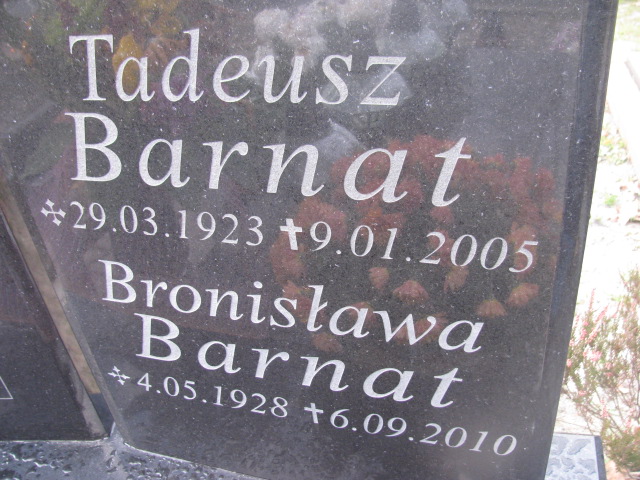 Tadeusz
Barnat
29.03.1923 ✝ 9.01.2005
Bronisława
Barnat
4.05.1928 ✝ 6.09.2010